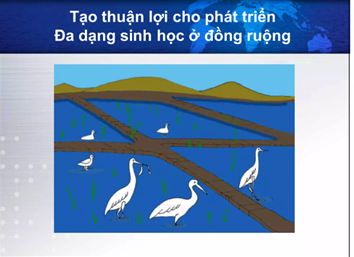 Tạo thuận lợi cho phát triển
Đa dạng sinh học ở đồng ruộng